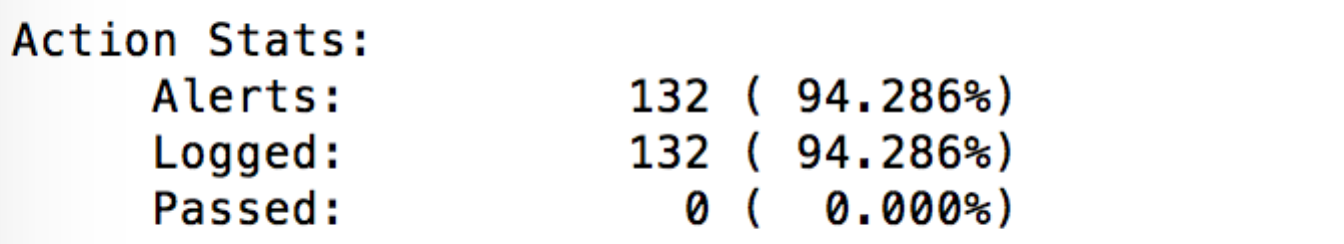 Action Stats:
Alerts: 132 ( 94.286%)
Logged: 132 ( 94.286%)
Passed: 0 ( 0.000%)